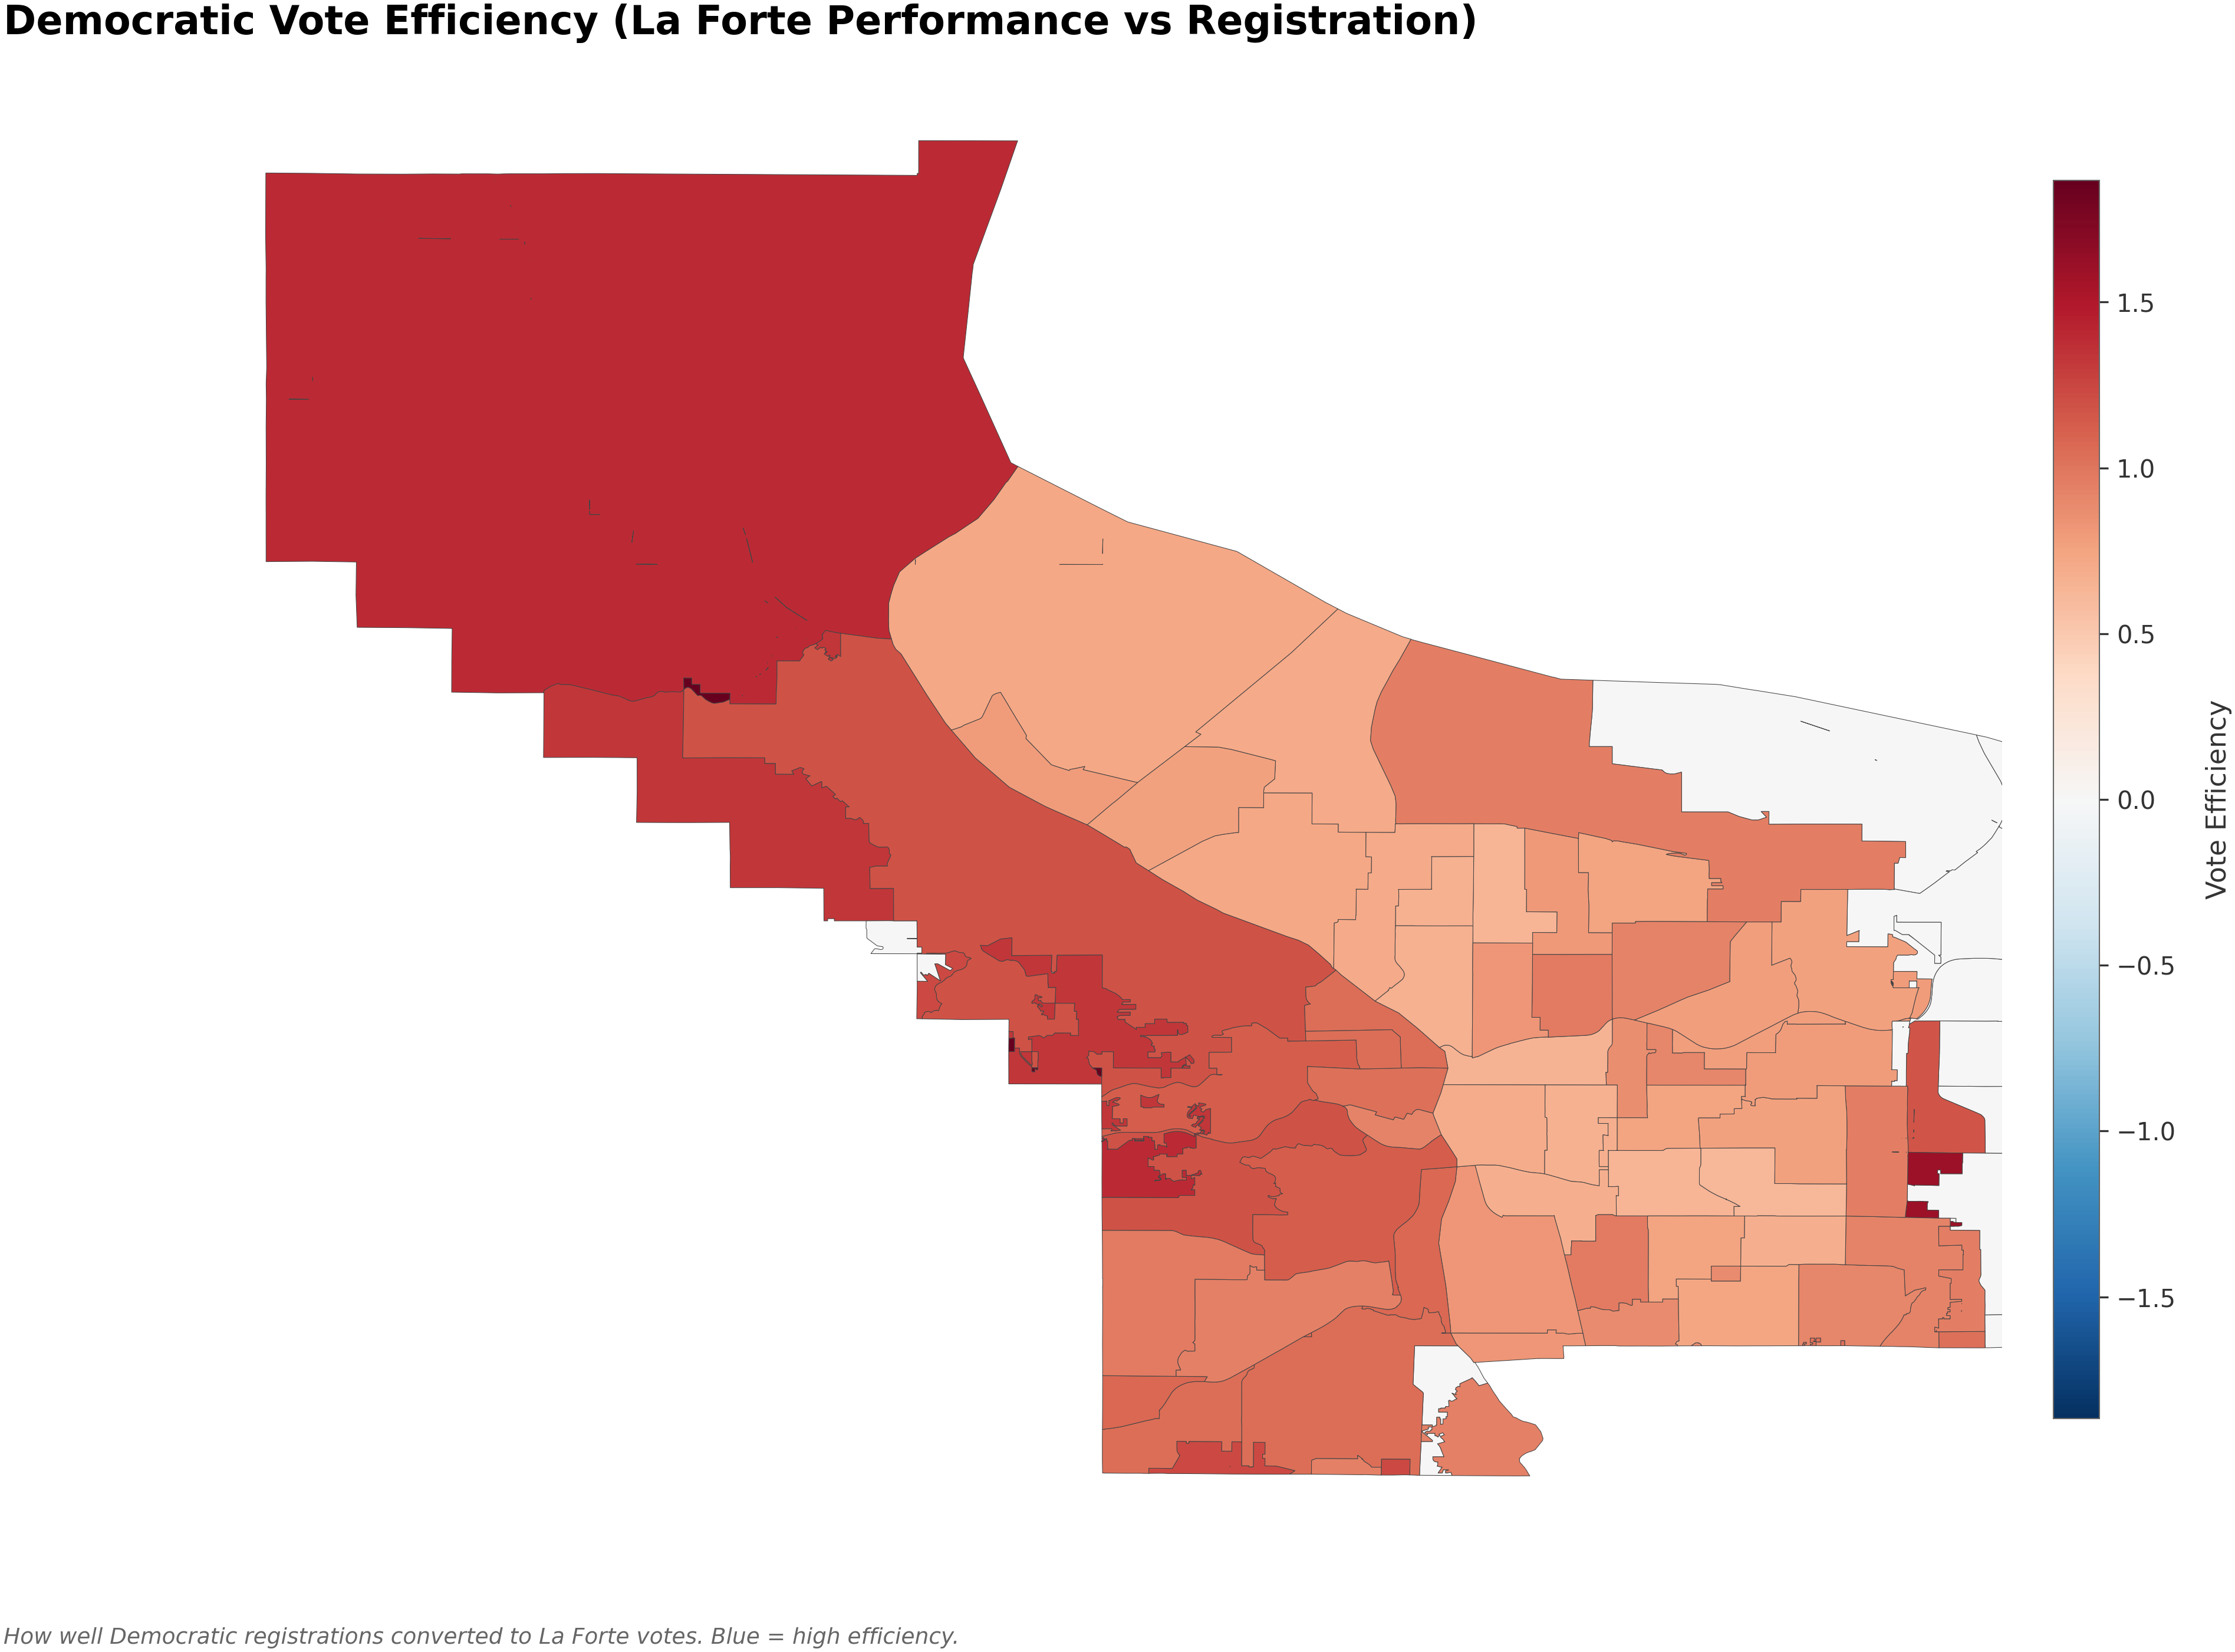 Democratic Vote Efficiency (La Forte Performance vs Registration)
1.5
1.0
0.5
0.0
−0.5
−1.0
−1.5
Vote Efficiency
How well Democratic registrations converted to La Forte votes. Blue = high efficiency.